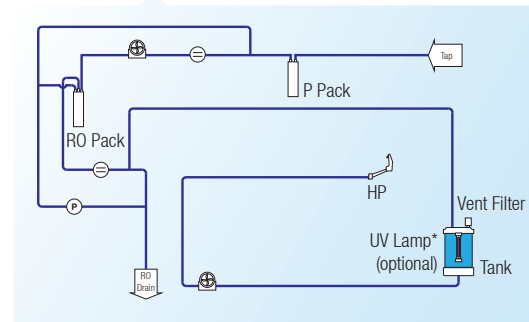 Tap
P Pack
RO Pack
HP
Vent Filter
UV Lamp*
(optional)
Tank
P
RO
Drain